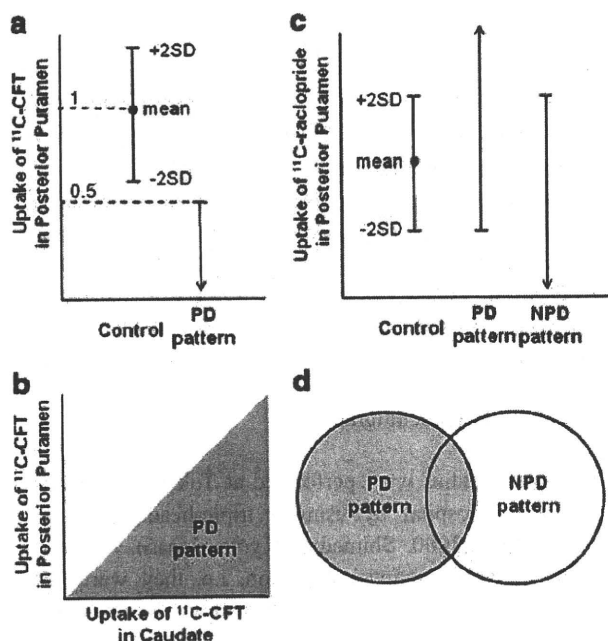 a
Uptake of ¹¹C-CFT
in Posterior Putamen
+2SD
1
mean
-2SD
0.5
Control
PD
pattern
c
Uptake of ¹¹C-raclopride
in Posterior Putamen
+2SD
mean
-2SD
Control
PD
pattern
NPD
pattern
b
Uptake of ¹¹C-CFT
in Posterior Putamen
PD
pattern
Uptake of ¹¹C-CFT
in Caudate
d
PD
pattern
NPD
pattern